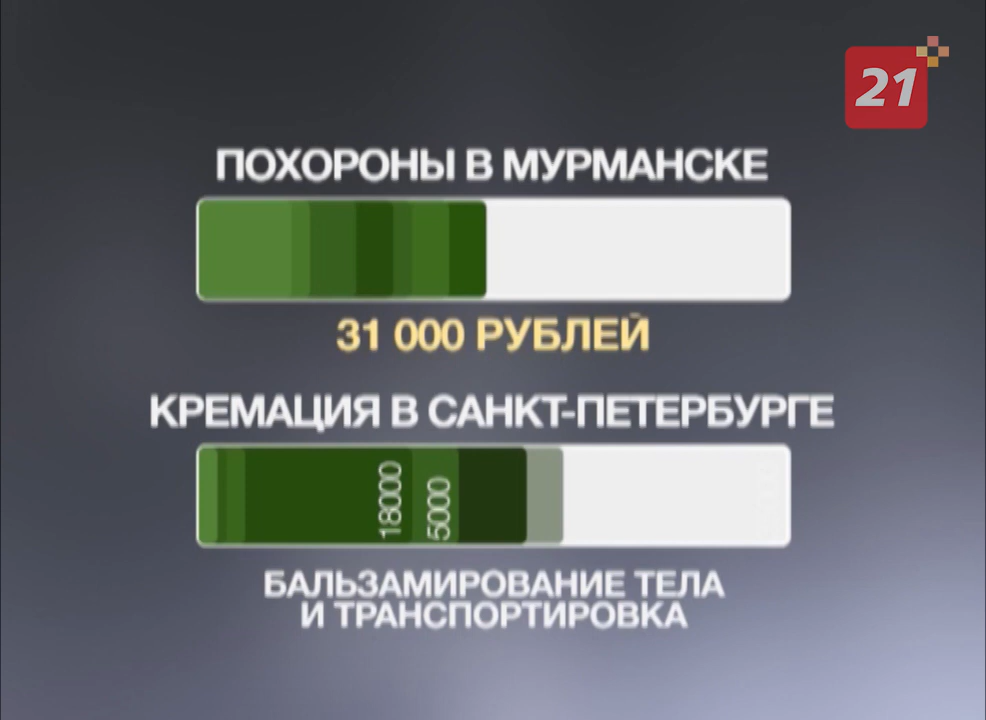 21
ПОХОРОНЫ В МУРМАНСКЕ
31 000 РУБЛЕЙ
КРЕМАЦИЯ В САНКТ-ПЕТЕРБУРГЕ
18000
5000
БАЛЬЗАМИРОВАНИЕ ТЕЛА
И ТРАНСПОРТИРОВКА